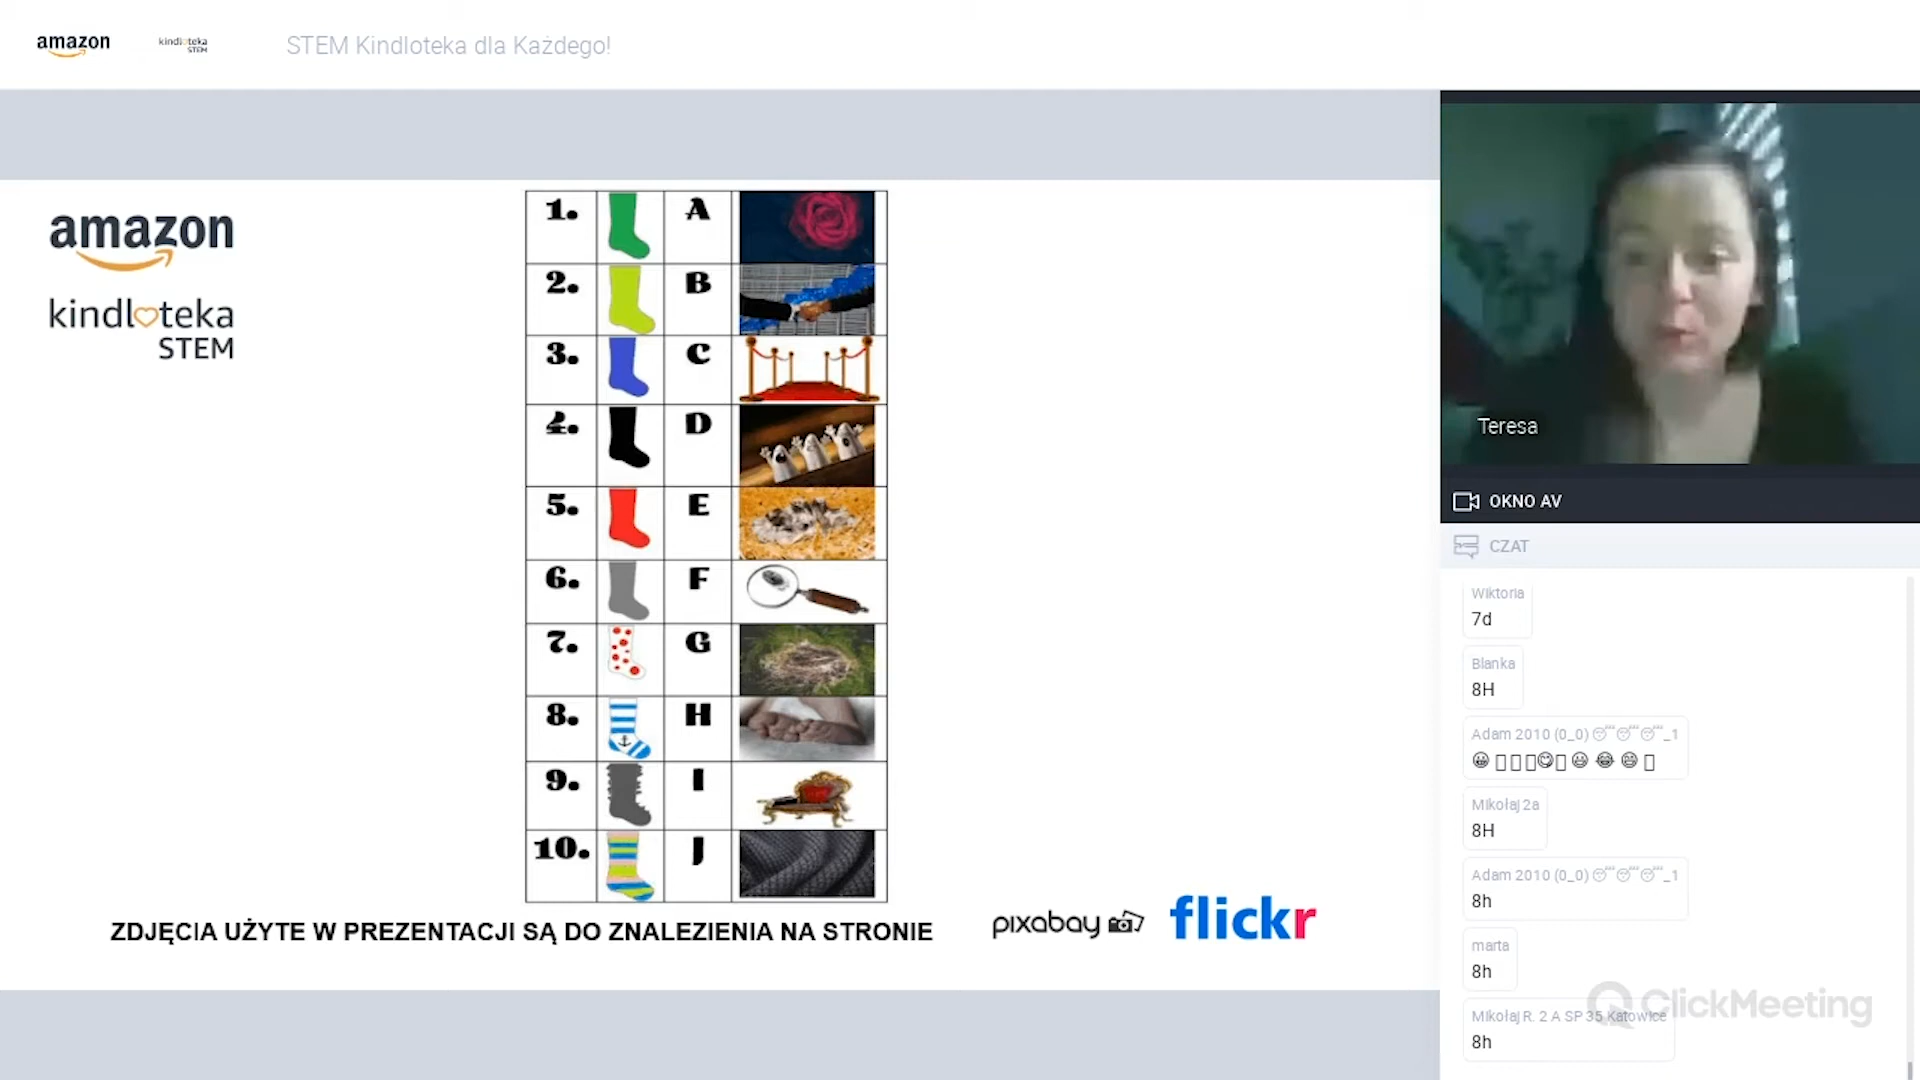 amazon
kindloteka
STEM
STEM Kindloteka dla Każdego!
amazon
kindloteka
STEM
1. A
2. B
3. C
4. D
5. E
6. F
7. G
8. H
9. I
10. J
ZDJĘCIA UŻYTE W PREZENTACJI SĄ DO ZNALEZIENIA NA STRONIE
pixabay
flickr
Teresa
OKNO AV
CZAT
Wiktoria
7d
Blanka
8H
Adam 2010 (0_0) 😴😴😴_1
Mikołaj 2a
8H
Adam 2010 (0_0) 😴😴😴_1
8h
marta
8h
Mikołaj R. 2 A SP 35 Katowice
8h
ClickMeeting